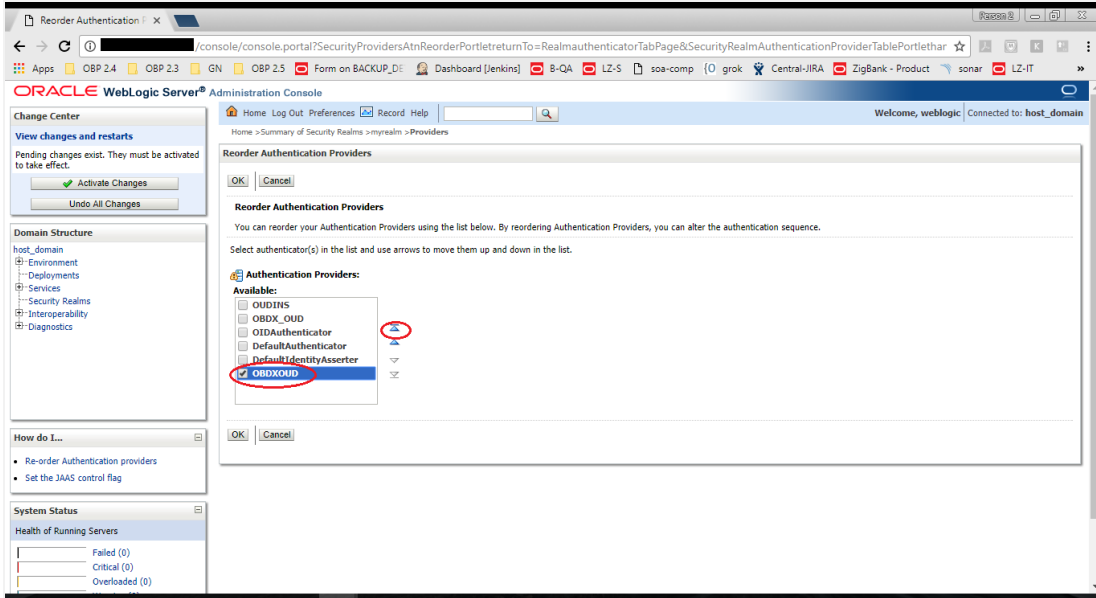 Reorder Authentication P
Person 2
/console/console.portal?SecurityProvidersAtnReorderPortletreturnTo=RealmauthenticatorTabPage&SecurityRealmAuthenticationProviderTablePortlethar
Apps OBP 2.4 OBP 2.3 GN OBP 2.5 Form on BACKUP_DE Dashboard [Jenkins] B-QA LZ-S soa-comp grok Central-JIRA ZigBank - Product sonar LZ-IT »
ORACLE WebLogic Server® Administration Console
Change Center
View changes and restarts
Pending changes exist. They must be activated
to take effect.
Activate Changes
Undo All Changes
Domain Structure
host_domain
Environment
Deployments
Services
Security Realms
Interoperability
Diagnostics
How do I...
• Re-order Authentication providers
• Set the JAAS control flag
System Status
Health of Running Servers
Failed (0)
Critical (0)
Overloaded (0)
Home Log Out Preferences Record Help
Welcome, weblogic Connected to: host_domain
Home >Summary of Security Realms >myrealm >Providers
Reorder Authentication Providers
OK Cancel
Reorder Authentication Providers
You can reorder your Authentication Providers using the list below. By reordering Authentication Providers, you can alter the authentication sequence.
Select authenticator(s) in the list and use arrows to move them up and down in the list.
Authentication Providers:
Available:
OUDINS
OBDX_OUD
OIDAuthenticator
DefaultAuthenticator
DefaultIdentityAsserter
OBDXOUD
OK Cancel